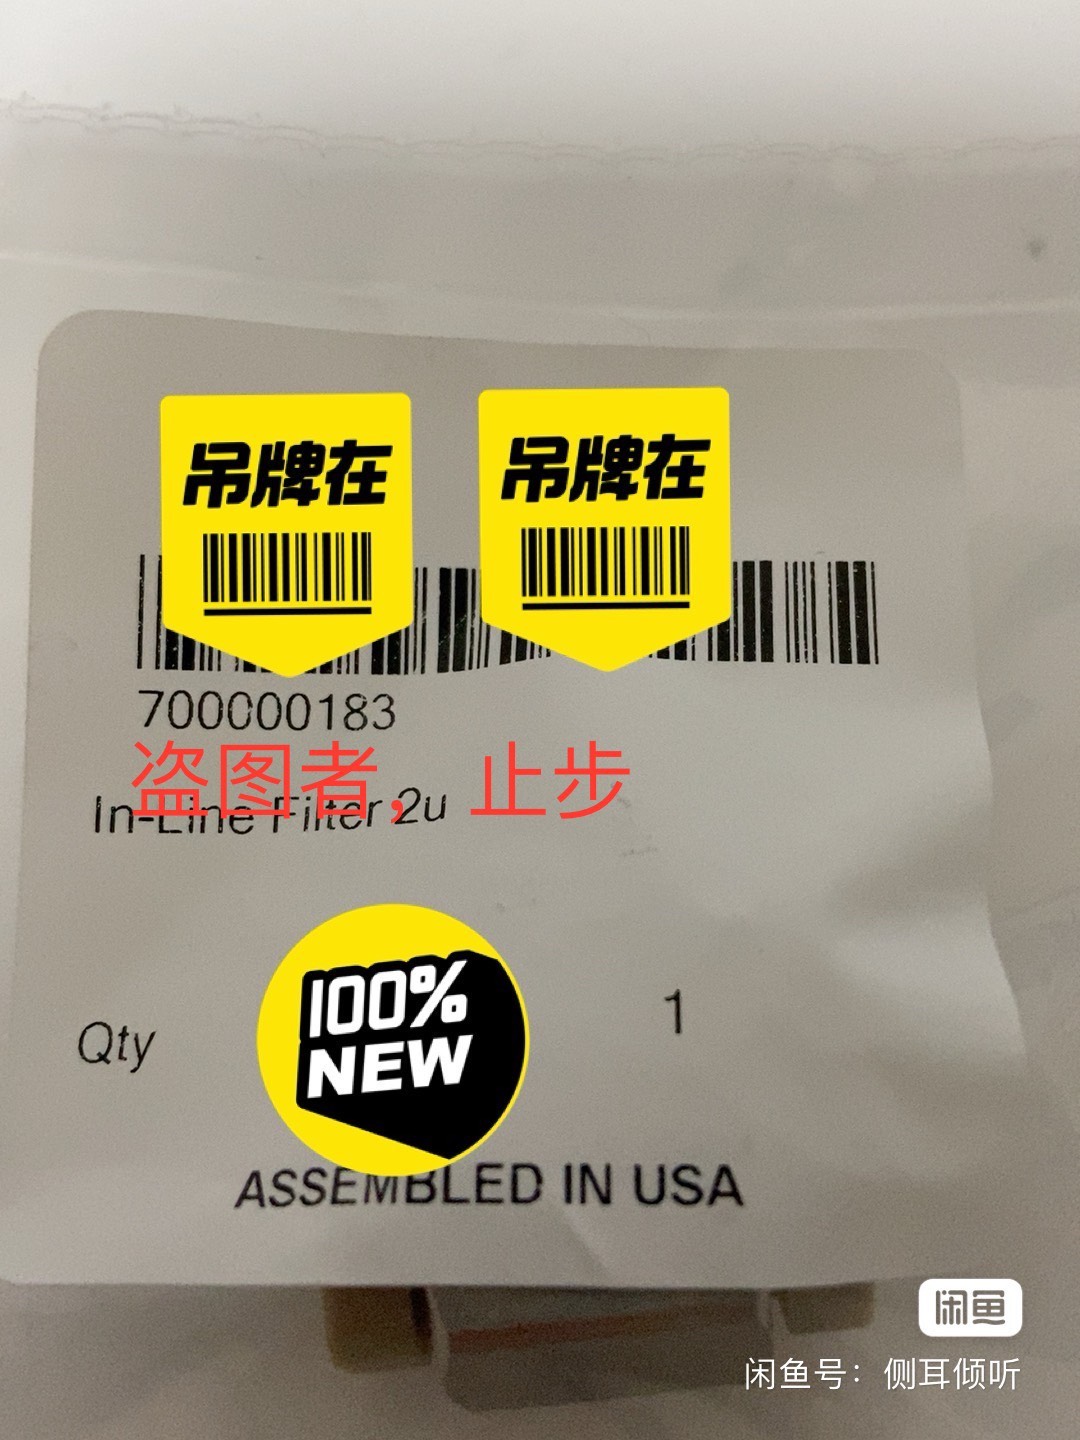 吊牌在
吊牌在
700000183
盗图者，止步
In-Line Filter 2u
100%
NEW
Qty
1
ASSEMBLED IN USA
闲鱼
闲鱼号：侧耳倾听